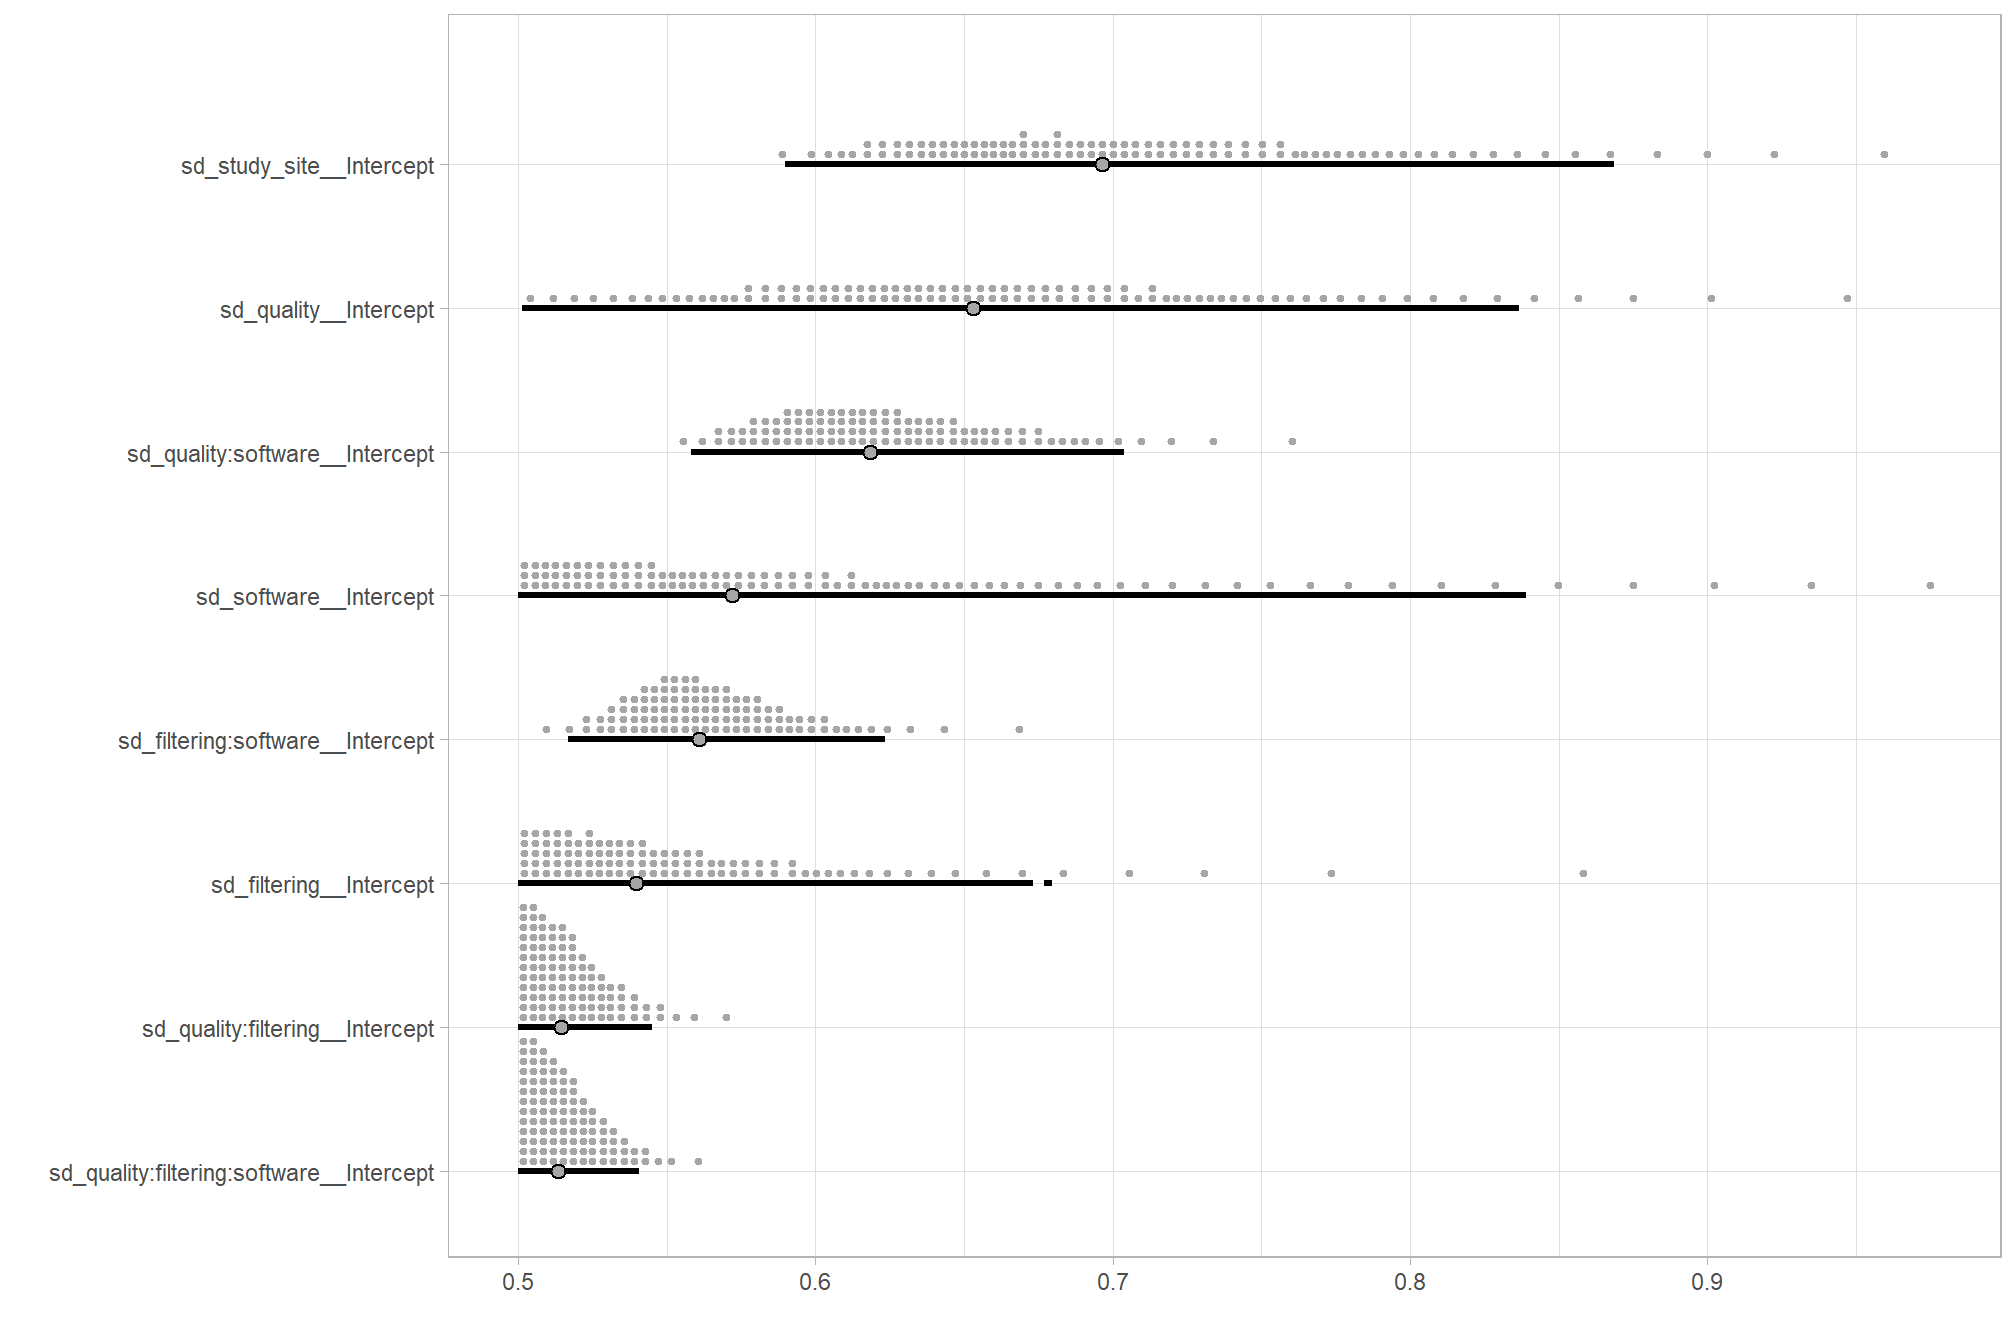 sd_study_site__Intercept
sd_quality__Intercept
sd_quality:software__Intercept
sd_software__Intercept
sd_filtering:software__Intercept
sd_filtering__Intercept
sd_quality:filtering__Intercept
sd_quality:filtering:software__Intercept
0.5 0.6 0.7 0.8 0.9